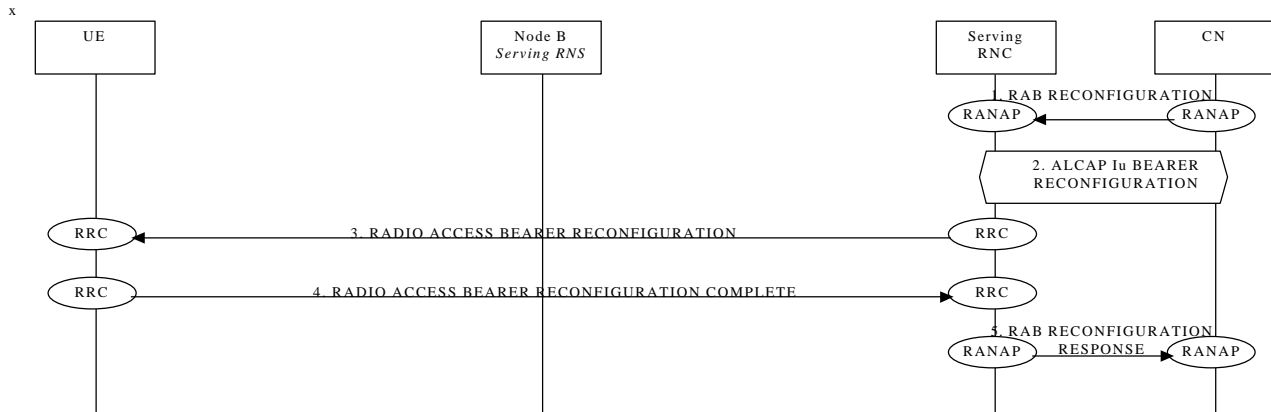 x
UE
Node B
Serving RNS
Serving
RNC
CN
1. RAB RECONFIGURATION
RANAP
RANAP
2. ALCAP Iu BEARER
RECONFIGURATION
RRC
3. RADIO ACCESS BEARER RECONFIGURATION
RRC
RRC
4. RADIO ACCESS BEARER RECONFIGURATION COMPLETE
RRC
5. RAB RECONFIGURATION
RESPONSE
RANAP
RANAP